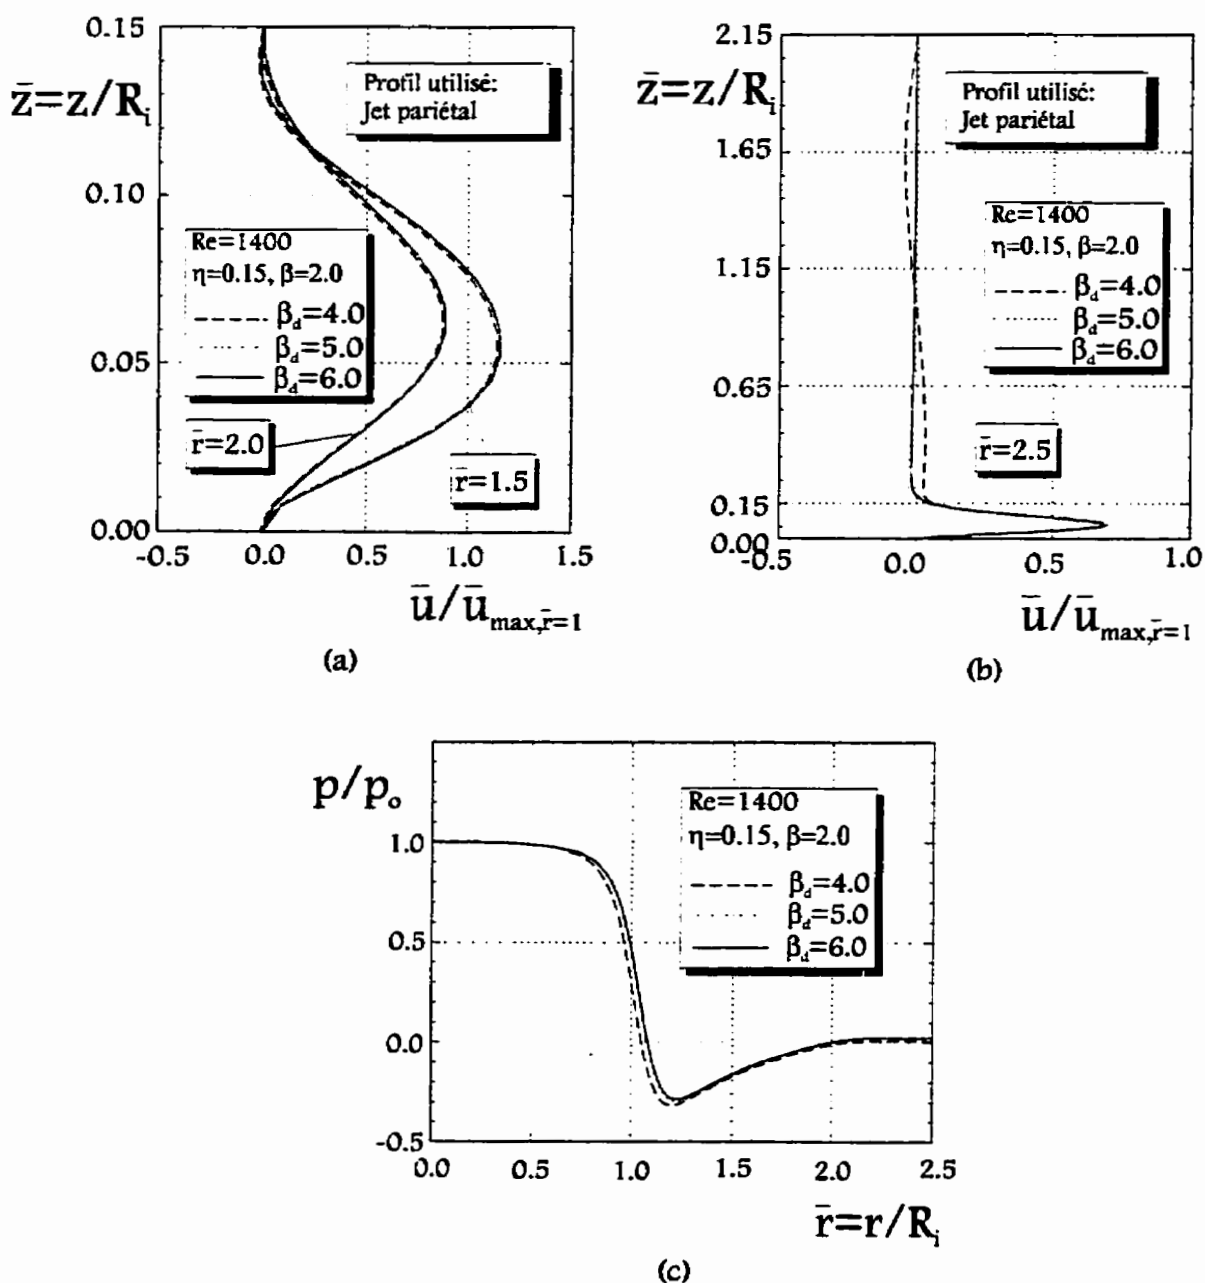 0.15
z̄=z/Rᵢ
Profil utilisé:
Jet pariétal
0.10
Re=1400
η=0.15, β=2.0
β_d=4.0
β_d=5.0
β_d=6.0
0.05
r̄=2.0
r̄=1.5
0.00
-0.5
0.0
0.5
1.0
1.5
ū/ū_max,r̄=1
(a)
2.15
z̄=z/Rᵢ
Profil utilisé:
Jet pariétal
1.65
Re=1400
η=0.15, β=2.0
1.15
β_d=4.0
β_d=5.0
β_d=6.0
0.65
r̄=2.5
0.15
0.00
-0.5
0.0
0.5
1.0
ū/ū_max,r̄=1
(b)
p/p₀
Re=1400
η=0.15, β=2.0
1.0
β_d=4.0
β_d=5.0
β_d=6.0
0.5
0.0
-0.5
0.0
0.5
1.0
1.5
2.0
2.5
r̄=r/Rᵢ
(c)